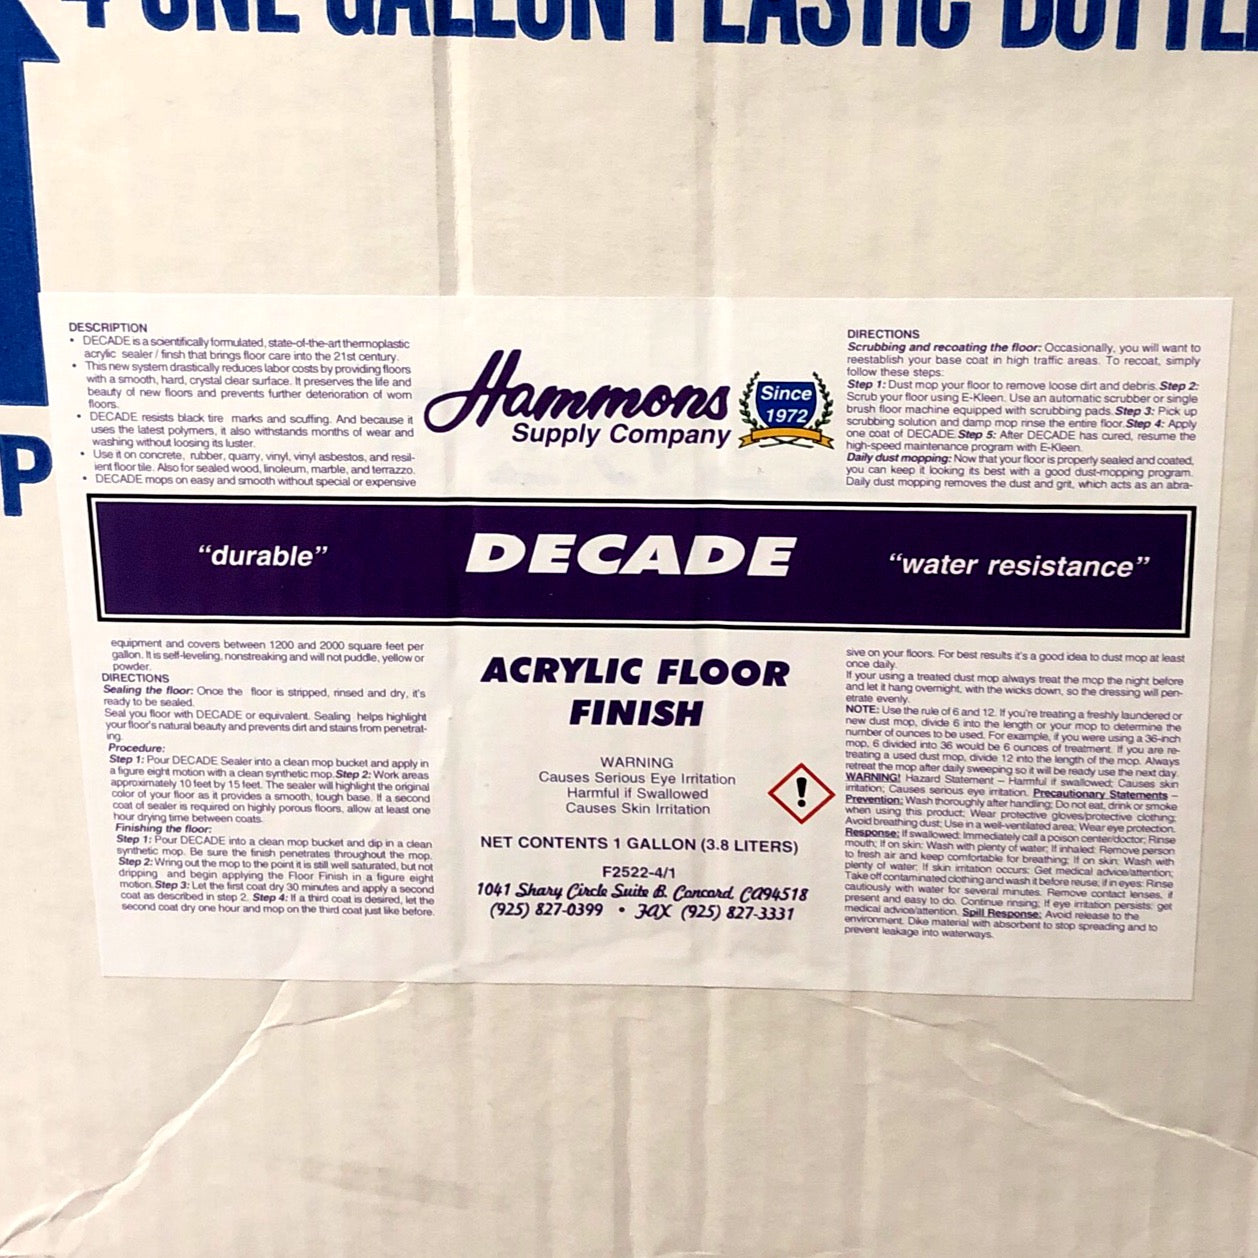 4 ONE GALLON PLASTIC BOTTLE
P
DESCRIPTION
• DECADE is a scientifically formulated, state-of-the-art thermoplastic
acrylic sealer / finsh that brings floor care into the 21st century.
• This new system drastically reduces labor costs by providing floors
with a smooth, hard, crystal clear surface. It preserves the life and
beauty of new floors and prevents further deterioration of worn
floors.
• DECADE resists black tire marks and scuffing. And because it
uses the latest polymers, it also withstands months of wear and
washing without loosing its luster.
• Use it on concrete, rubber, quarry, vinyl, vinyl asbestos, and resil-
ient floor tile. Also for sealed wood, linoleum, marble, and terrazzo.
• DECADE mops on easy and smooth without special or expensive
Hammons
Supply Company
Since
1972
DIRECTIONS
Scrubbing and recoating the floor: Occasionally, you will want to
reestablish your base coat in high traffic areas. To recoat, simply
follow these steps:
Step 1: Dust mop your floor to remove loose dirt and debris. Step 2:
Scrub your floor using E-Kleen. Use an automatic scrubber or single
brush floor machine equipped with scrubbing pads. Step 3: Pick up
scrubbing solution and damp mop rinse the entire floor. Step 4: Apply
one coat of DECADE. Step 5: After DECADE has cured, resume the
high-speed maintenance program with E-Kleen.
Daily dust mopping: Now that your floor is properly sealed and coated,
you can keep it looking its best with a good dust-mopping program.
Daily dust mopping removes the dust and grit, which acts as an abra-
"durable"
DECADE
"water resistance"
equipment and covers between 1200 and 2000 square feet per
gallon. It is self-leveling, nonstreaking and will not puddle, yellow or
powder.
DIRECTIONS
Sealing the floor: Once the floor is stripped, rinsed and dry, it's
ready to be sealed.
Seal you floor with DECADE or equivalent. Sealing helps highlight
your floor's natural beauty and prevents dirt and stains from penetrat-
ing.
Procedure:
Step 1: Pour DECADE Sealer into a clean mop bucket and apply in
a figure eight motion with a clean synthetic mop. Step 2: Work areas
approximately 10 feet by 15 feet. The sealer will highlight the original
color of your floor as it provides a smooth, tough base. If a second
coat of sealer is required on highly porous floors, allow at least one
hour drying time between coats.
Finishing the floor:
Step 1: Pour DECADE into a clean mop bucket and dip in a clean
synthetic mop. Be sure the finish penetrates throughout the mop.
Step 2: Wring out the mop to the point it is still well saturated, but not
dripping and begin applying the Floor Finish in a figure eight
motion. Step 3: Let the first coat dry 30 minutes and apply a second
coat as described in step 2. Step 4: If a third coat is desired, let the
second coat dry one hour and mop on the third coat just like before.
ACRYLIC FLOOR
FINISH
WARNING
Causes Serious Eye Irritation
Harmful if Swallowed
Causes Skin Irritation
!
NET CONTENTS 1 GALLON (3.8 LITERS)
F2522-4/1
1041 Shary Circle Suite B. Concord, CA94518
(925) 827-0399 • FAX (925) 827-3331
sive on your floors. For best results it's a good idea to dust mop at least
once daily.
If your using a treated dust mop always treat the mop the night before
and let it hang overnight, with the wicks down, so the dressing will pen-
etrate evenly.
NOTE: Use the rule of 6 and 12. If you're treating a freshly laundered or
new dust mop, divide 6 into the length or your mop to determine the
number of ounces to be used. For example, if you were using a 36-inch
mop, 6 divided into 36 would be 6 ounces of treatment. If you are re-
treating a used dust mop, divide 12 into the length of the mop. Always
retreat the mop after daily sweeping so it will be ready use the next day.
WARNING! Hazard Statement – Harmful if swallowed; Causes skin
irritation; Causes serious eye irritation. Precautionary Statements –
Prevention: Wash thoroughly after handling; Do not eat, drink or smoke
when using this product; Wear protective gloves/protective clothing;
Avoid breathing dust; Use in a well-ventilated area; Wear eye protection.
Response: If swallowed: Immediately call a poison center/doctor; Rinse
mouth; If on skin: Wash with plenty of water; If inhaled: Remove person
to fresh air and keep comfortable for breathing; If on skin: Wash with
plenty of water; If skin irritation occurs: Get medical advice/attention;
Take off contaminated clothing and wash it before reuse; if in eyes: Rinse
cautiously with water for several minutes. Remove contact lenses, if
present and easy to do. Continue rinsing; If eye irritation persists: get
medical advice/attention. Spill Response: Avoid release to the
environment. Dike material with absorbent to stop spreading and to
prevent leakage into waterways.